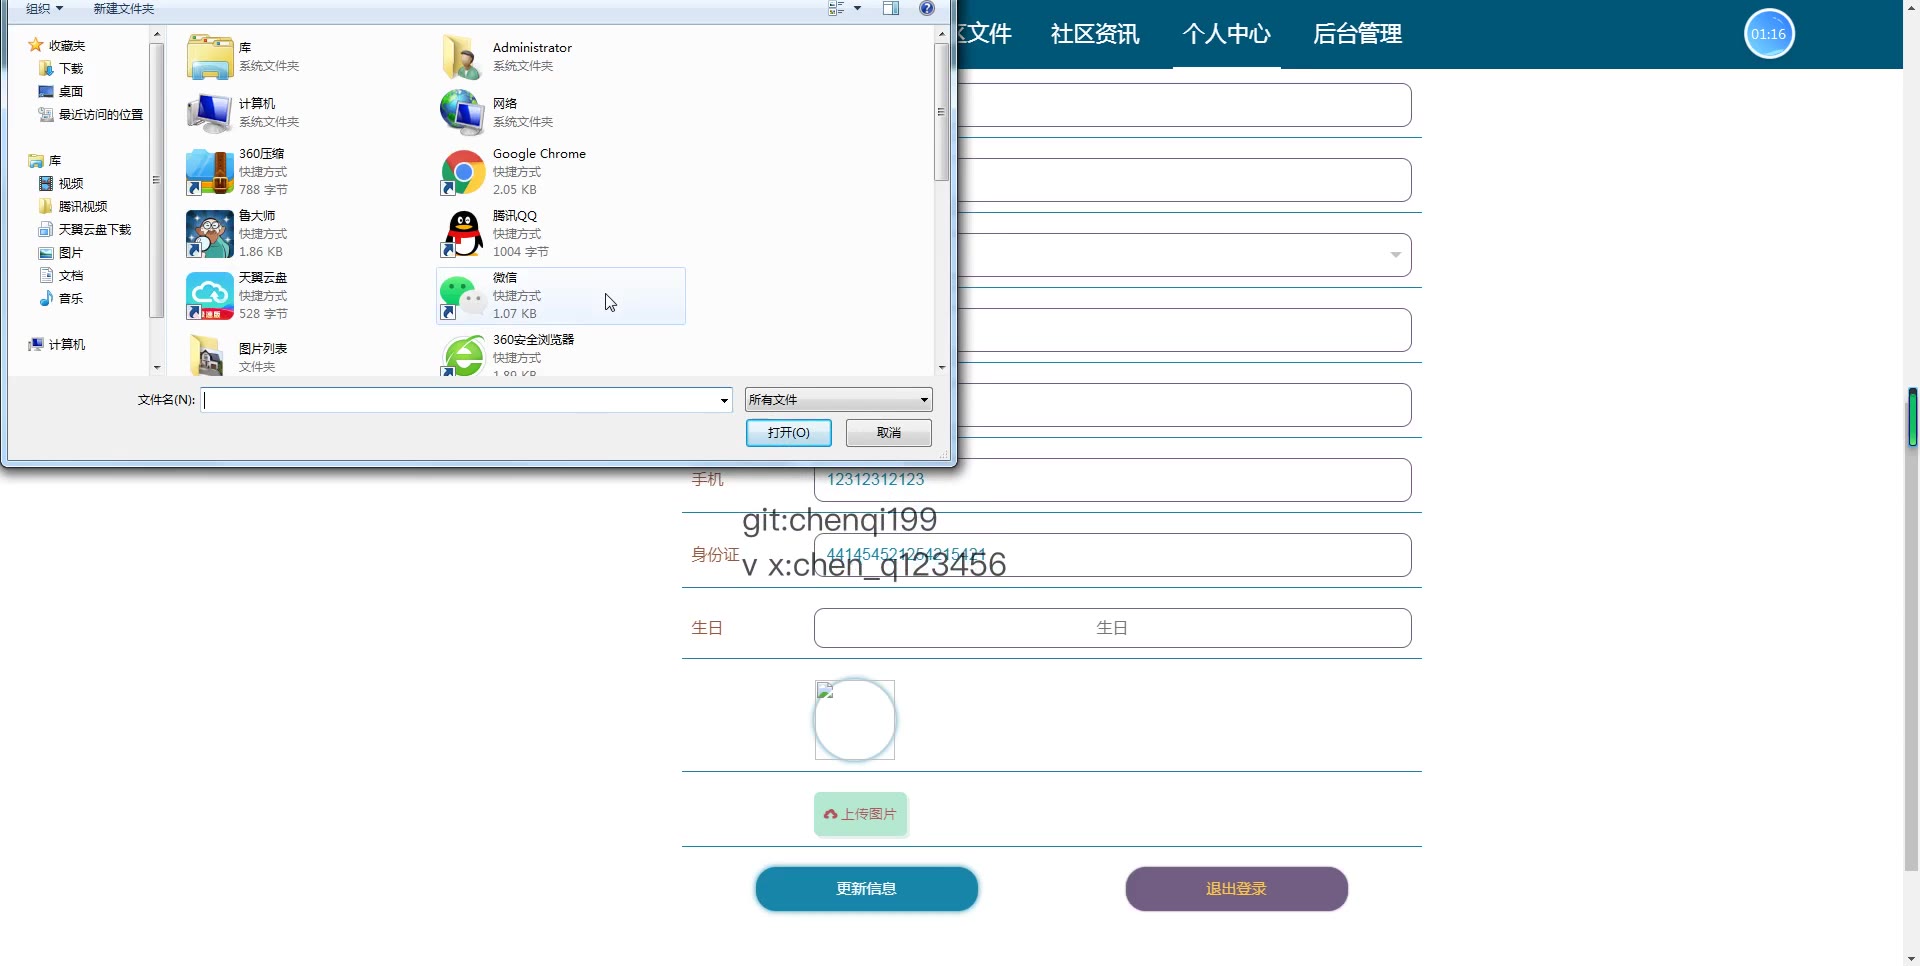 组织 新建文件夹
区文件 社区资讯 个人中心 后台管理
01:16
收藏夹
下载
桌面
最近访问的位置
库
视频
腾讯视频
天翼云盘下载
图片
文档
音乐
计算机
库
系统文件夹
Administrator
系统文件夹
计算机
系统文件夹
网络
系统文件夹
360压缩
快捷方式
788 字节
Google Chrome
快捷方式
2.05 KB
鲁大师
快捷方式
1.86 KB
腾讯QQ
快捷方式
1004 字节
天翼云盘
快捷方式
528 字节
微信
快捷方式
1.07 KB
图片列表
文件夹
360安全浏览器
快捷方式
1.89 KB
文件名(N):
所有文件
打开(O) 取消
手机 12312312123
git:chenqi199
身份证 441454521254215421
v x:chen_q123456
生日 生日
上传图片
更新信息 退出登录